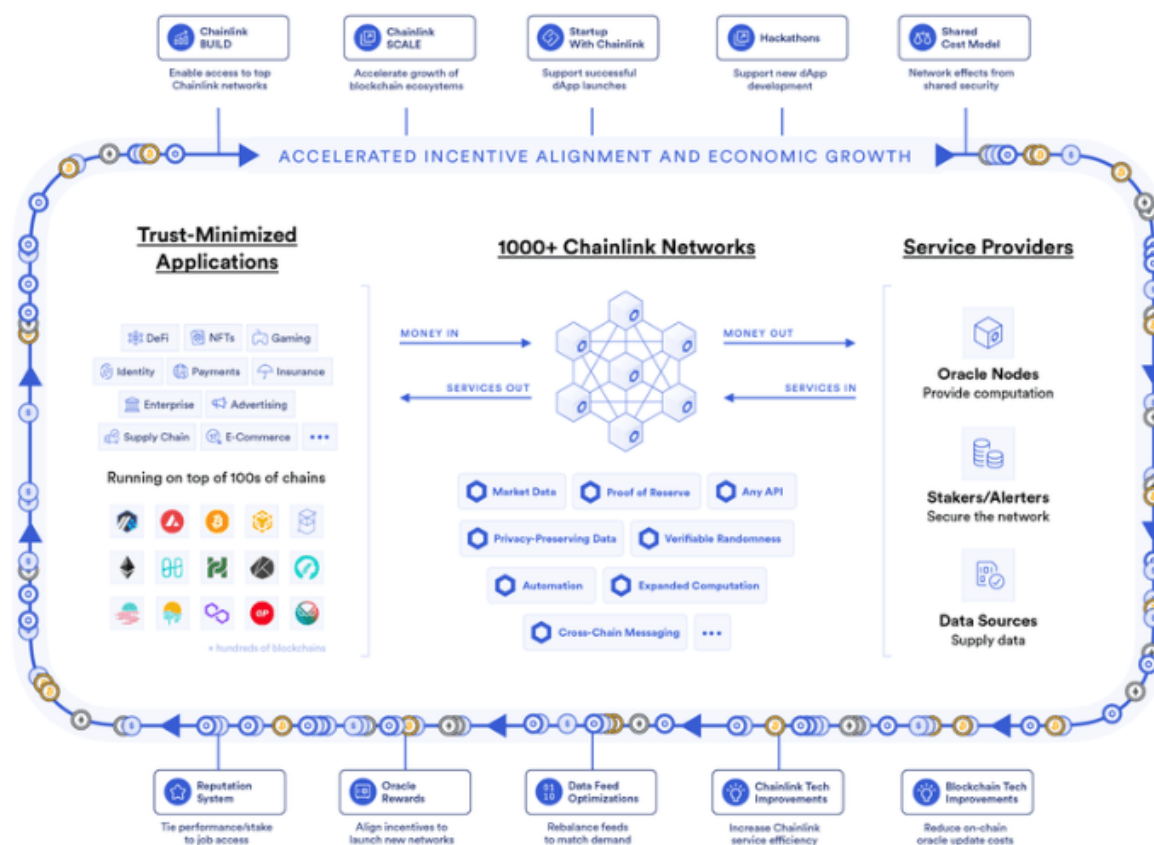 Chainlink
BUILD
Enable access to top
Chainlink networks
Chainlink
SCALE
Accelerate growth of
blockchain ecosystems
Startup
With Chainlink
Support successful
dApp launches
Hackathons
Support new dApp
development
Shared
Cost Model
Network effects from
shared security
ACCELERATED INCENTIVE ALIGNMENT AND ECONOMIC GROWTH
Trust-Minimized
Applications
DeFi
NFTs
Gaming
Identity
Payments
Insurance
Enterprise
Advertising
Supply Chain
E-Commerce
•••
Running on top of 100s of chains
OP
+ hundreds of blockchains
1000+ Chainlink Networks
MONEY IN
SERVICES OUT
MONEY OUT
SERVICES IN
Market Data
Proof of Reserve
Any API
Privacy-Preserving Data
Verifiable Randomness
Automation
Expanded Computation
Cross-Chain Messaging
•••
Service Providers
Oracle Nodes
Provide computation
Stakers/Alerters
Secure the network
Data Sources
Supply data
Reputation
System
Tie performance/stake
to job access
Oracle
Rewards
Align incentives to
launch new networks
01
10
Data Feed
Optimizations
Rebalance feeds
to match demand
Chainlink Tech
Improvements
Increase Chainlink
service efficiency
Blockchain Tech
Improvements
Reduce on-chain
oracle update costs